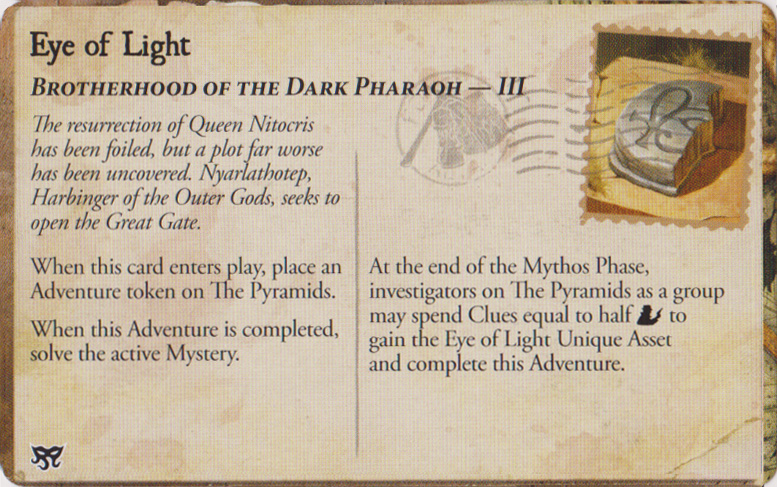 Eye of Light
BROTHERHOOD OF THE DARK PHARAOH — III
The resurrection of Queen Nitocris
has been foiled, but a plot far worse
has been uncovered. Nyarlathotep,
Harbinger of the Outer Gods, seeks to
open the Great Gate.
When this card enters play, place an
Adventure token on The Pyramids.
When this Adventure is completed,
solve the active Mystery.
At the end of the Mythos Phase,
investigators on The Pyramids as a group
may spend Clues equal to half to
gain the Eye of Light Unique Asset
and complete this Adventure.